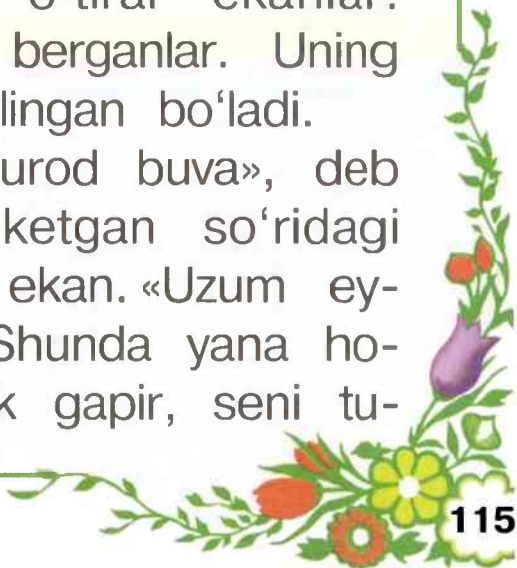 o‘tirar ekanlar.
berganlar. Uning
lingan bo‘ladi.
urod buva», deb
ketgan so‘ridagi
ekan. «Uzum ey-
Shunda yana ho-
k gapir, seni tu-
115